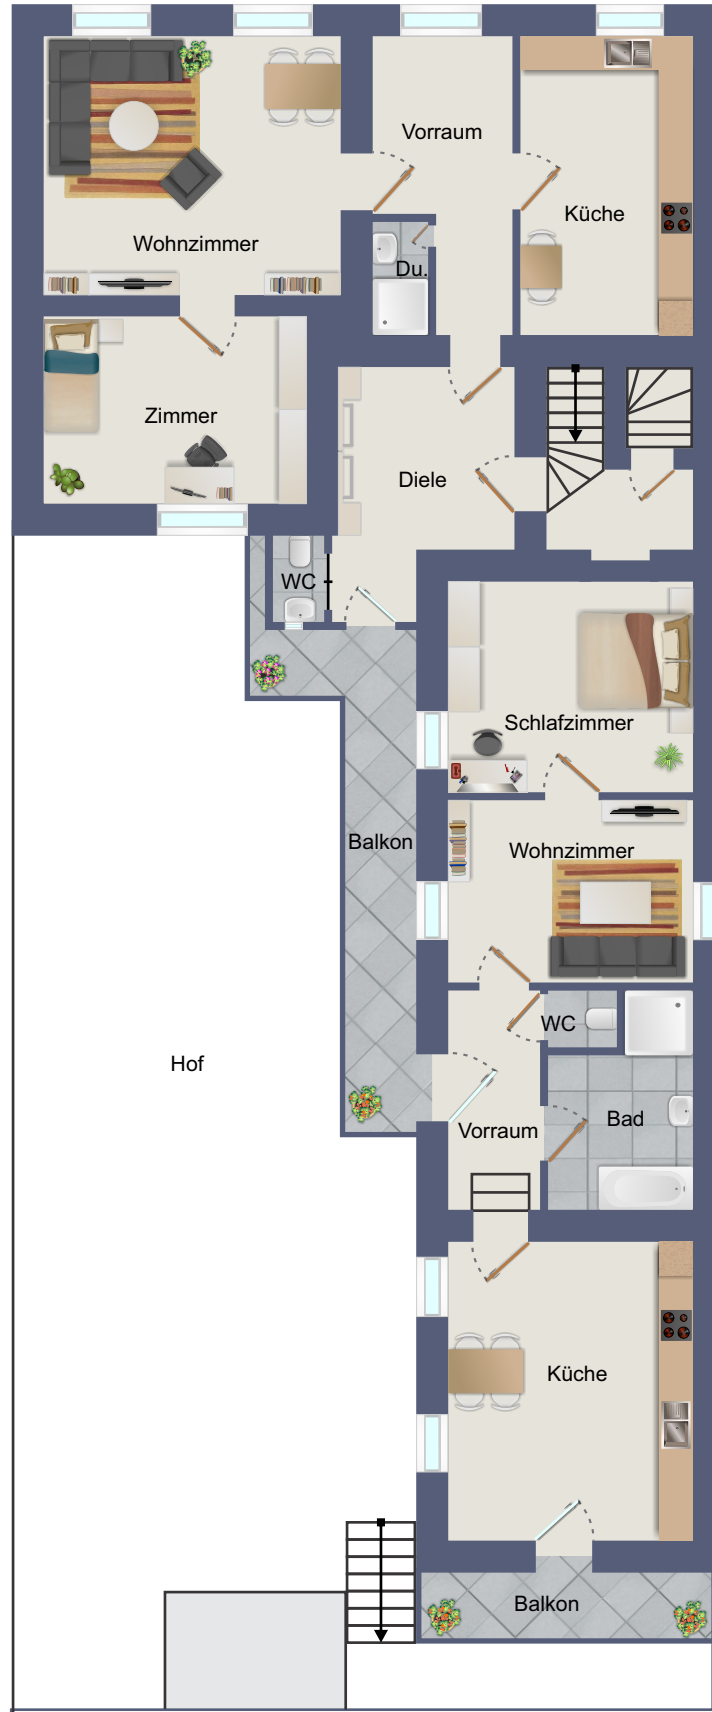 Vorraum
Küche
Wohnzimmer
Du.
Zimmer
Diele
WC
Schlafzimmer
Balkon
Wohnzimmer
WC
Hof
Bad
Vorraum
Küche
Balkon